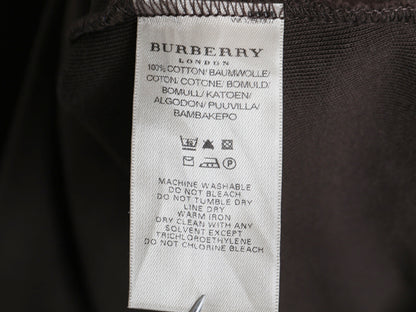 BURBERRY
LONDON
100% COTTON/ BAUMWOLLE/
COTON/ COTONE/ BOMULD/
BOMULL/ KATOEN/
ALGODON/ PUUVILLA/
BAMBAKEPO
MACHINE WASHABLE
DO NOT BLEACH
DO NOT TUMBLE DRY
LINE DRY
WARM IRON
DRY CLEAN WITH ANY
SOLVENT EXCEPT
TRICHLOROETHYLENE
DO NOT CHLORINE BLEACH